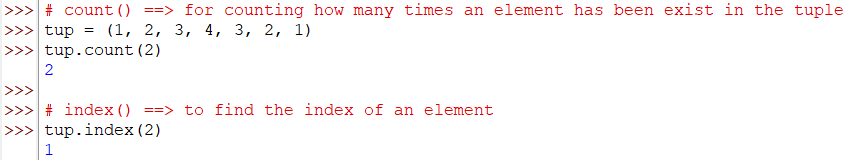 >>> # count() ==> for counting how many times an element has been exist in the tuple
>>> tup = (1, 2, 3, 4, 3, 2, 1)
>>> tup.count(2)
2
>>>
>>> # index() ==> to find the index of an element
>>> tup.index(2)
1